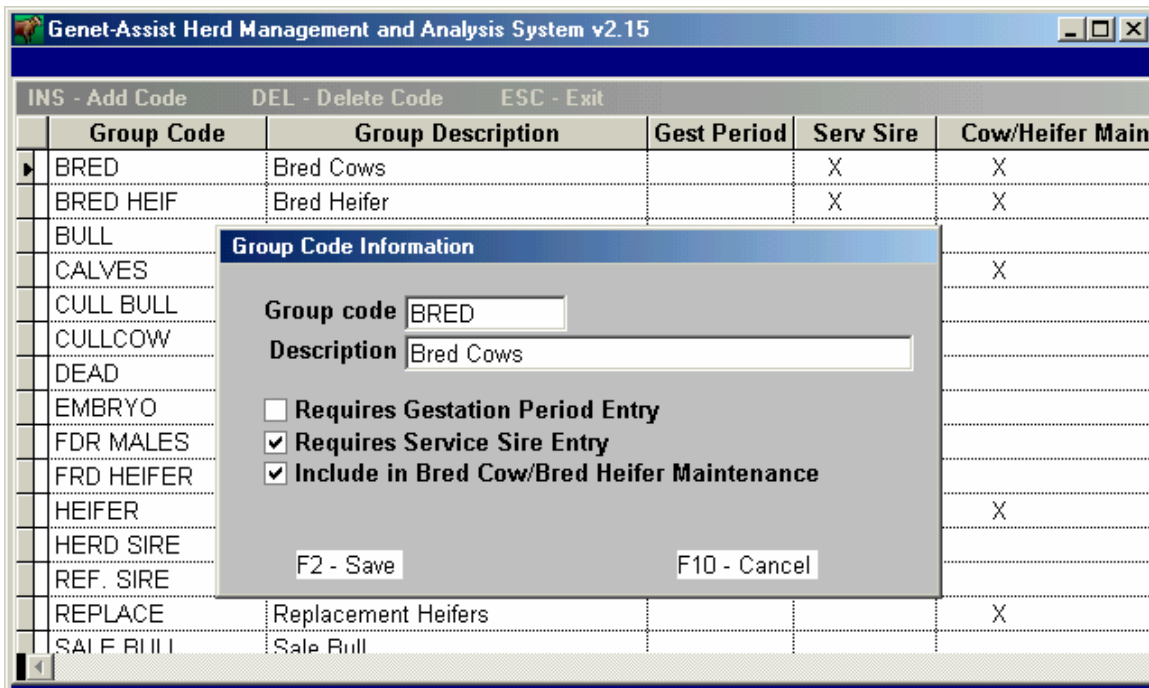 Genet-Assist Herd Management and Analysis System v2.15
INS - Add Code DEL - Delete Code ESC - Exit
Group Code Group Description Gest Period Serv Sire Cow/Heifer Main
BRED Bred Cows X X
BRED HEIF Bred Heifer X X
BULL
CALVES X
CULL BULL
CULLCOW
DEAD
EMBRYO
FDR MALES
FRD HEIFER
HEIFER X
HERD SIRE
REF. SIRE
REPLACE Replacement Heifers X
SALE BULL Sale Bull
Group Code Information
Group code BRED
Description Bred Cows
Requires Gestation Period Entry
Requires Service Sire Entry
Include in Bred Cow/Bred Heifer Maintenance
F2 - Save F10 - Cancel